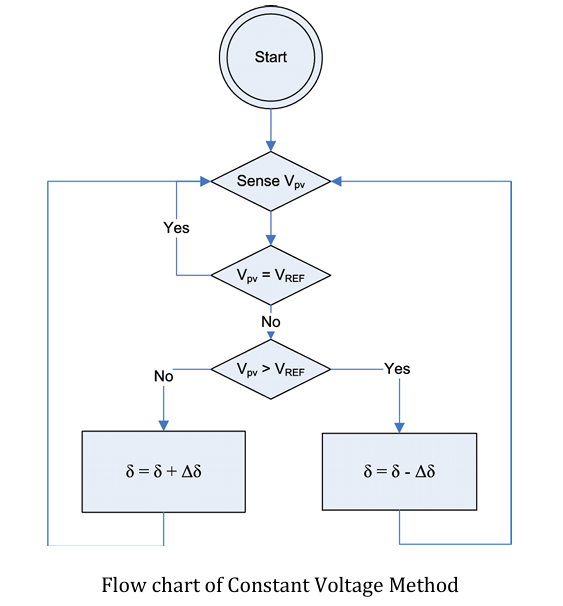 Start
Sense Vpv
Yes
Vpv = VREF
No
Vpv > VREF
No
Yes
δ = δ + Δδ
δ = δ - Δδ
Flow chart of Constant Voltage Method